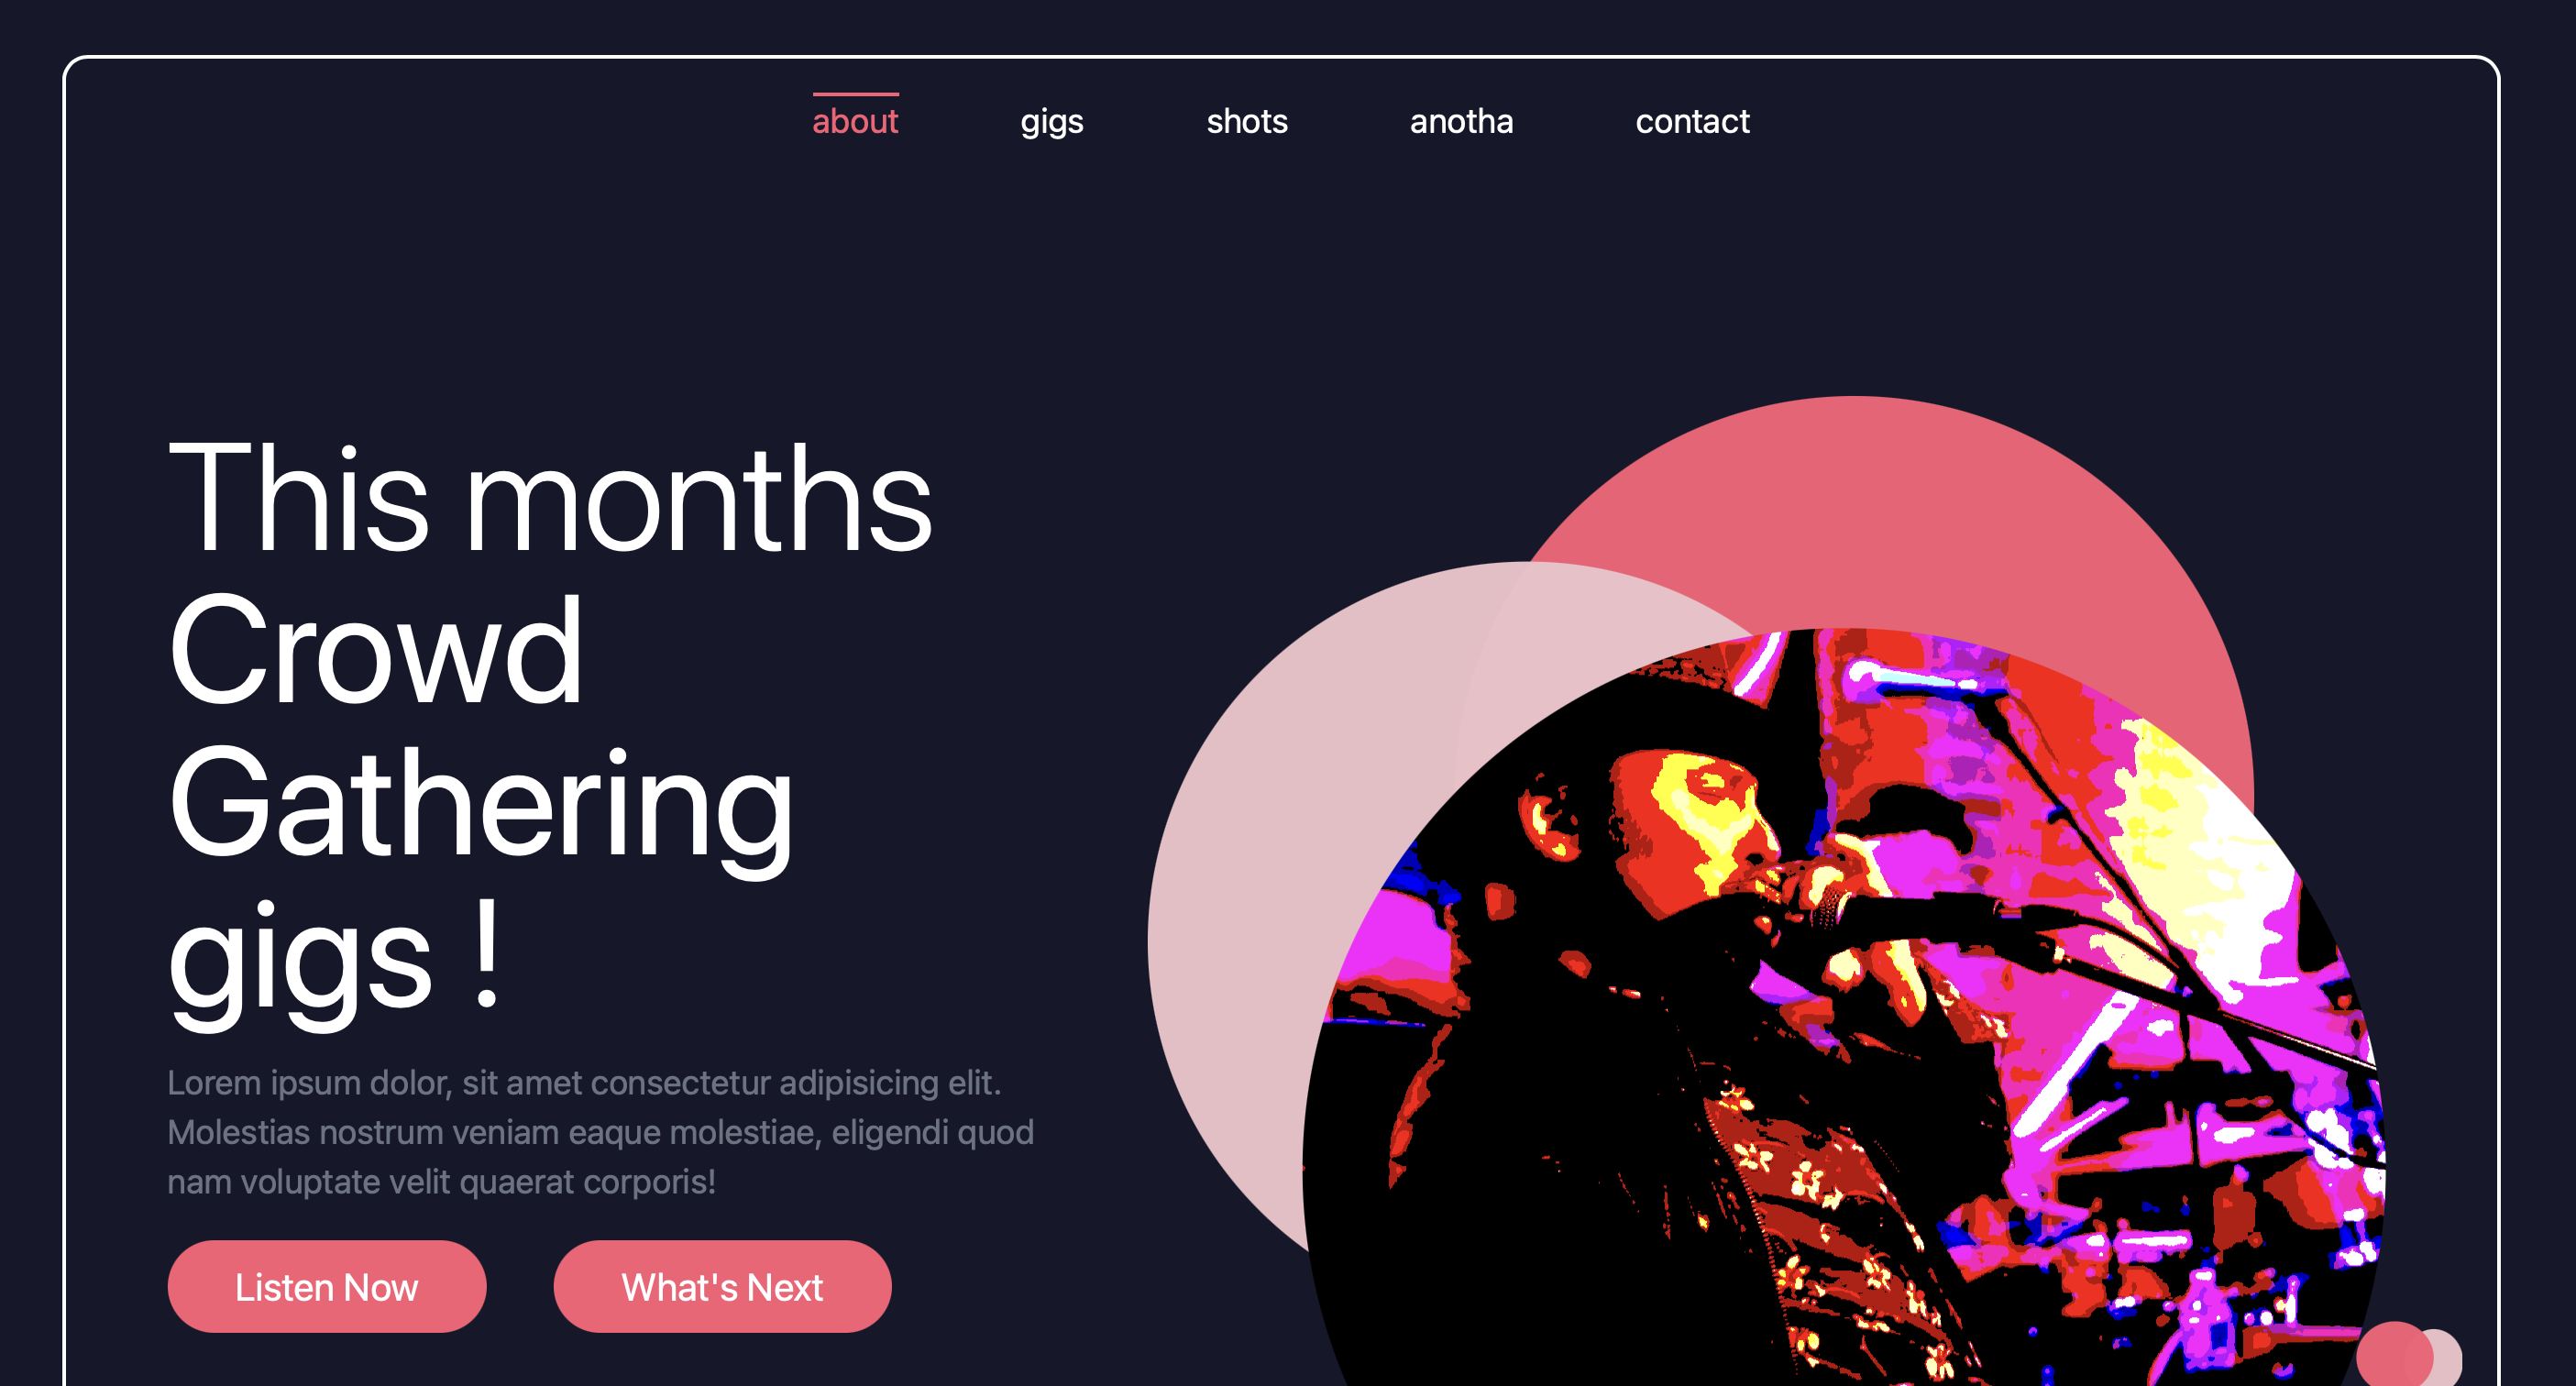 about gigs shots anotha contact
This months
Crowd
Gathering
gigs !
Lorem ipsum dolor, sit amet consectetur adipisicing elit.
Molestias nostrum veniam eaque molestiae, eligendi quod
nam voluptate velit quaerat corporis!
Listen Now What's Next